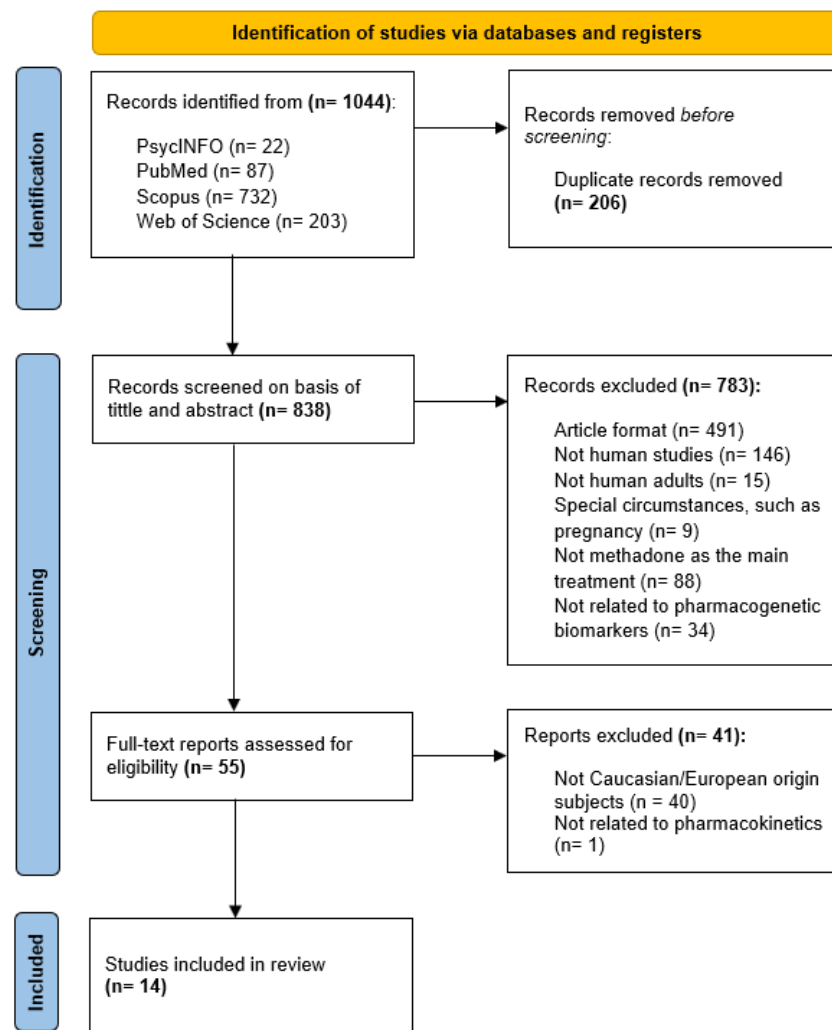 Identification of studies via databases and registers
Identification
Records identified from (n= 1044):
PsycINFO (n= 22)
PubMed (n= 87)
Scopus (n= 732)
Web of Science (n= 203)
Records removed before
screening:
Duplicate records removed
(n= 206)
Screening
Records screened on basis of
tittle and abstract (n= 838)
Records excluded (n= 783):
Article format (n= 491)
Not human studies (n= 146)
Not human adults (n= 15)
Special circumstances, such as
pregnancy (n= 9)
Not methadone as the main
treatment (n= 88)
Not related to pharmacogenetic
biomarkers (n= 34)
Full-text reports assessed for
eligibility (n= 55)
Reports excluded (n= 41):
Not Caucasian/European origin
subjects (n = 40)
Not related to pharmacokinetics
(n= 1)
Included
Studies included in review
(n= 14)